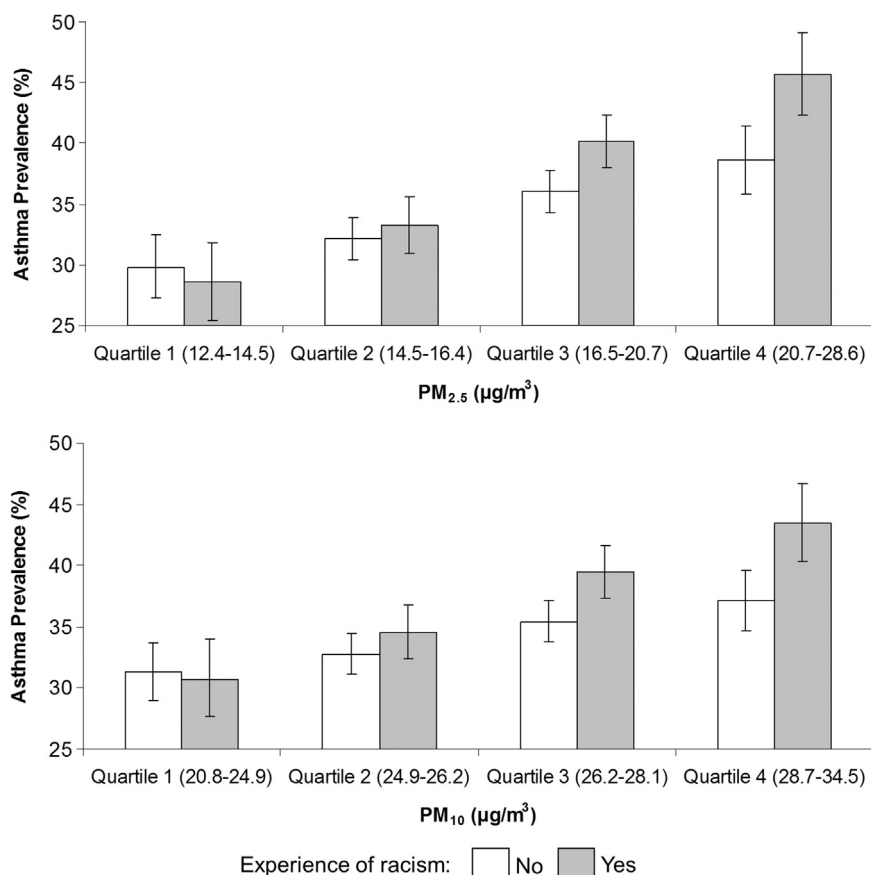 50
45
40
35
30
25
Asthma Prevalence (%)
Quartile 1 (12.4-14.5) Quartile 2 (14.5-16.4) Quartile 3 (16.5-20.7) Quartile 4 (20.7-28.6)
PM2.5 (µg/m³)
50
45
40
35
30
25
Asthma Prevalence (%)
Quartile 1 (20.8-24.9) Quartile 2 (24.9-26.2) Quartile 3 (26.2-28.1) Quartile 4 (28.7-34.5)
PM10 (µg/m³)
Experience of racism: No Yes